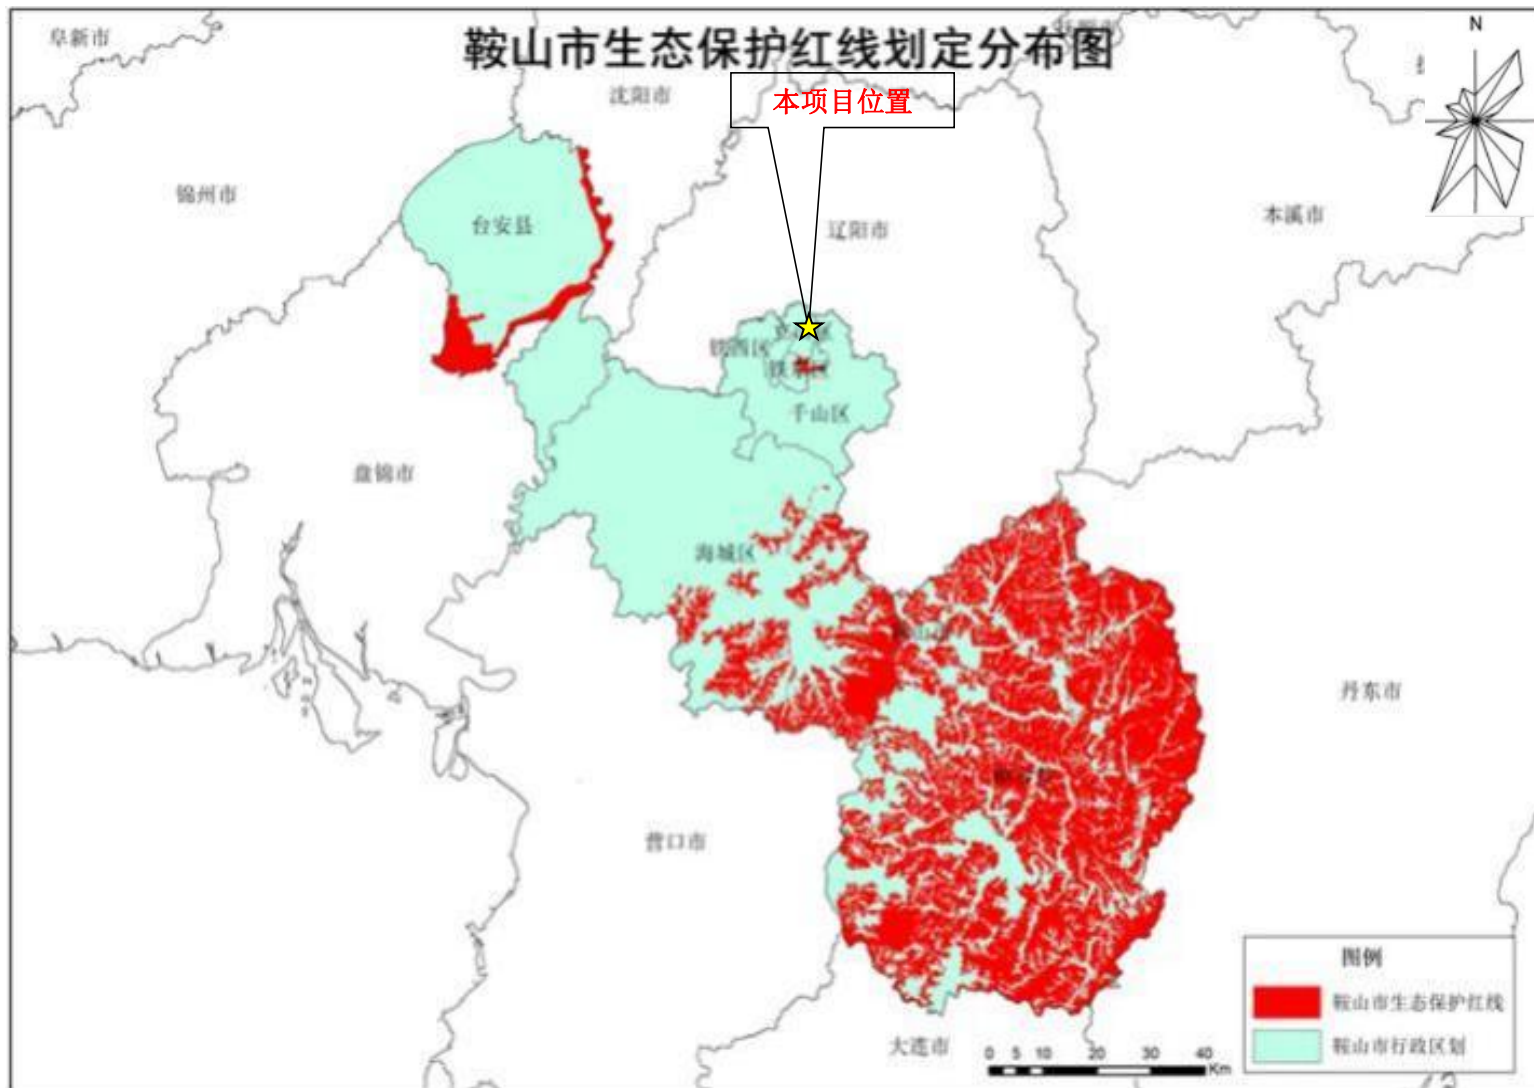 鞍山市生态保护红线划定分布图
阜新市
沈阳市
N
本项目位置
锦州市
台安县
辽阳市
本溪市
铁西区
铁东区
千山区
盘锦市
海城区
丹东市
营口市
大连市
图例
鞍山市生态保护红线
鞍山市行政区划
0 5 10 20 30 40
Km